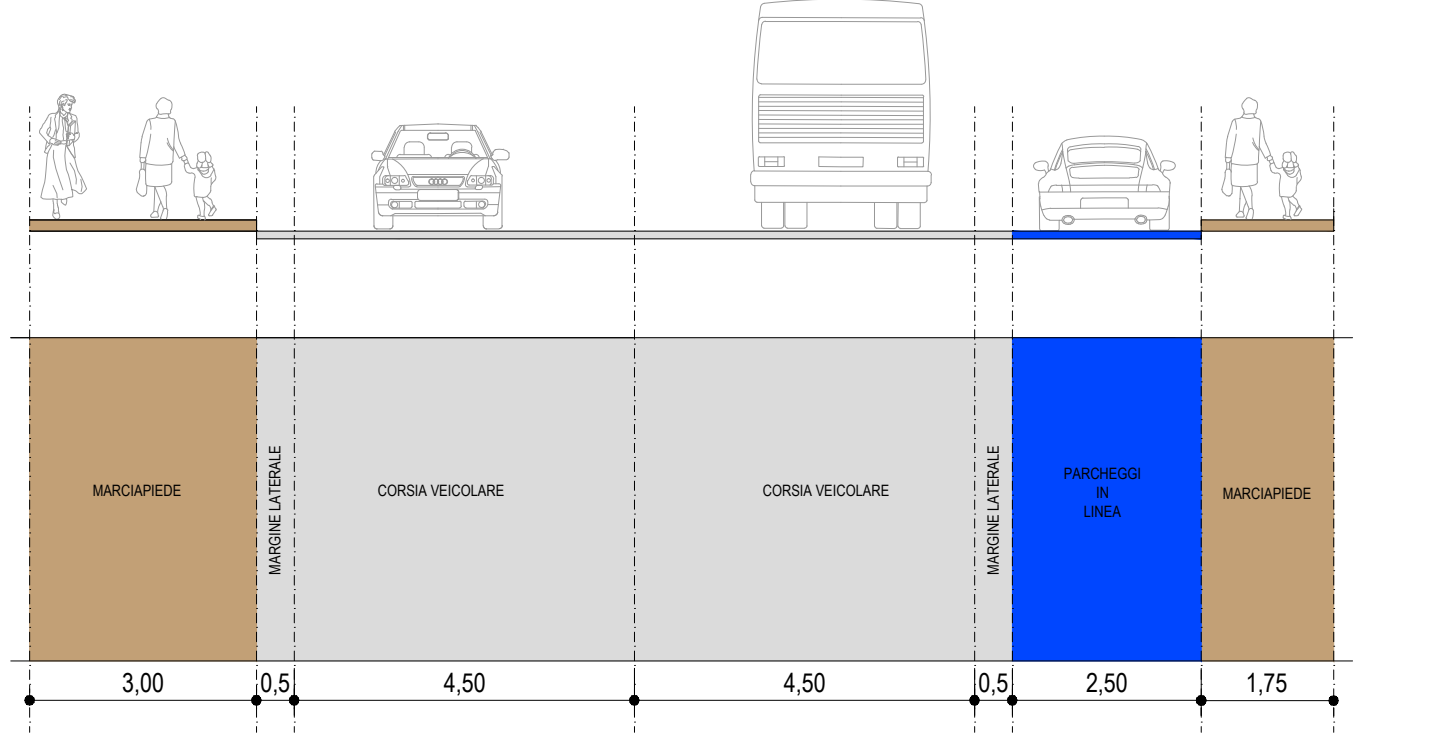 MARCIAPIEDE
MARGINE LATERALE
CORSIA VEICOLARE
CORSIA VEICOLARE
MARGINE LATERALE
PARCHEGGI
IN
LINEA
MARCIAPIEDE
3,00
0,5
4,50
4,50
0,5
2,50
1,75